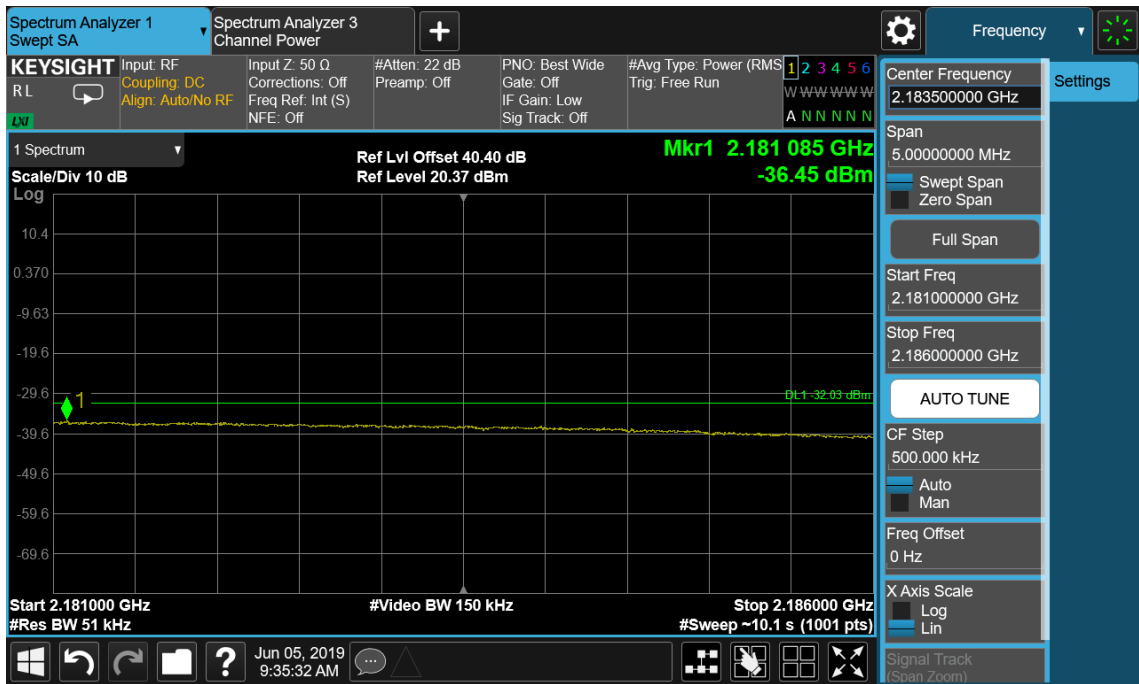 Spectrum Analyzer 1
Swept SA
Spectrum Analyzer 3
Channel Power
Frequency
KEYSIGHT
R L
LXI
Input: RF
Coupling: DC
Align: Auto/No RF
Input Z: 50 Ω
Corrections: Off
Freq Ref: Int (S)
NFE: Off
#Atten: 22 dB
Preamp: Off
PNO: Best Wide
Gate: Off
IF Gain: Low
Sig Track: Off
#Avg Type: Power (RMS
Trig: Free Run
1 2 3 4 5 6
W W W W W W
A N N N N N
1 Spectrum
Scale/Div 10 dB
Ref Lvl Offset 40.40 dB
Ref Level 20.37 dBm
Mkr1 2.181 085 GHz
-36.45 dBm
Log
10.4
0.370
-9.63
-19.6
-29.6
-39.6
-49.6
-59.6
-69.6
1
DL1 -32.03 dBm
Start 2.181000 GHz
#Res BW 51 kHz
#Video BW 150 kHz
Stop 2.186000 GHz
#Sweep ~10.1 s (1001 pts)
Jun 05, 2019
9:35:32 AM
?
Center Frequency
2.183500000 GHz
Settings
Span
5.00000000 MHz
Swept Span
Zero Span
Full Span
Start Freq
2.181000000 GHz
Stop Freq
2.186000000 GHz
AUTO TUNE
CF Step
500.000 kHz
Auto
Man
Freq Offset
0 Hz
X Axis Scale
Log
Lin
Signal Track
(Span Zoom)